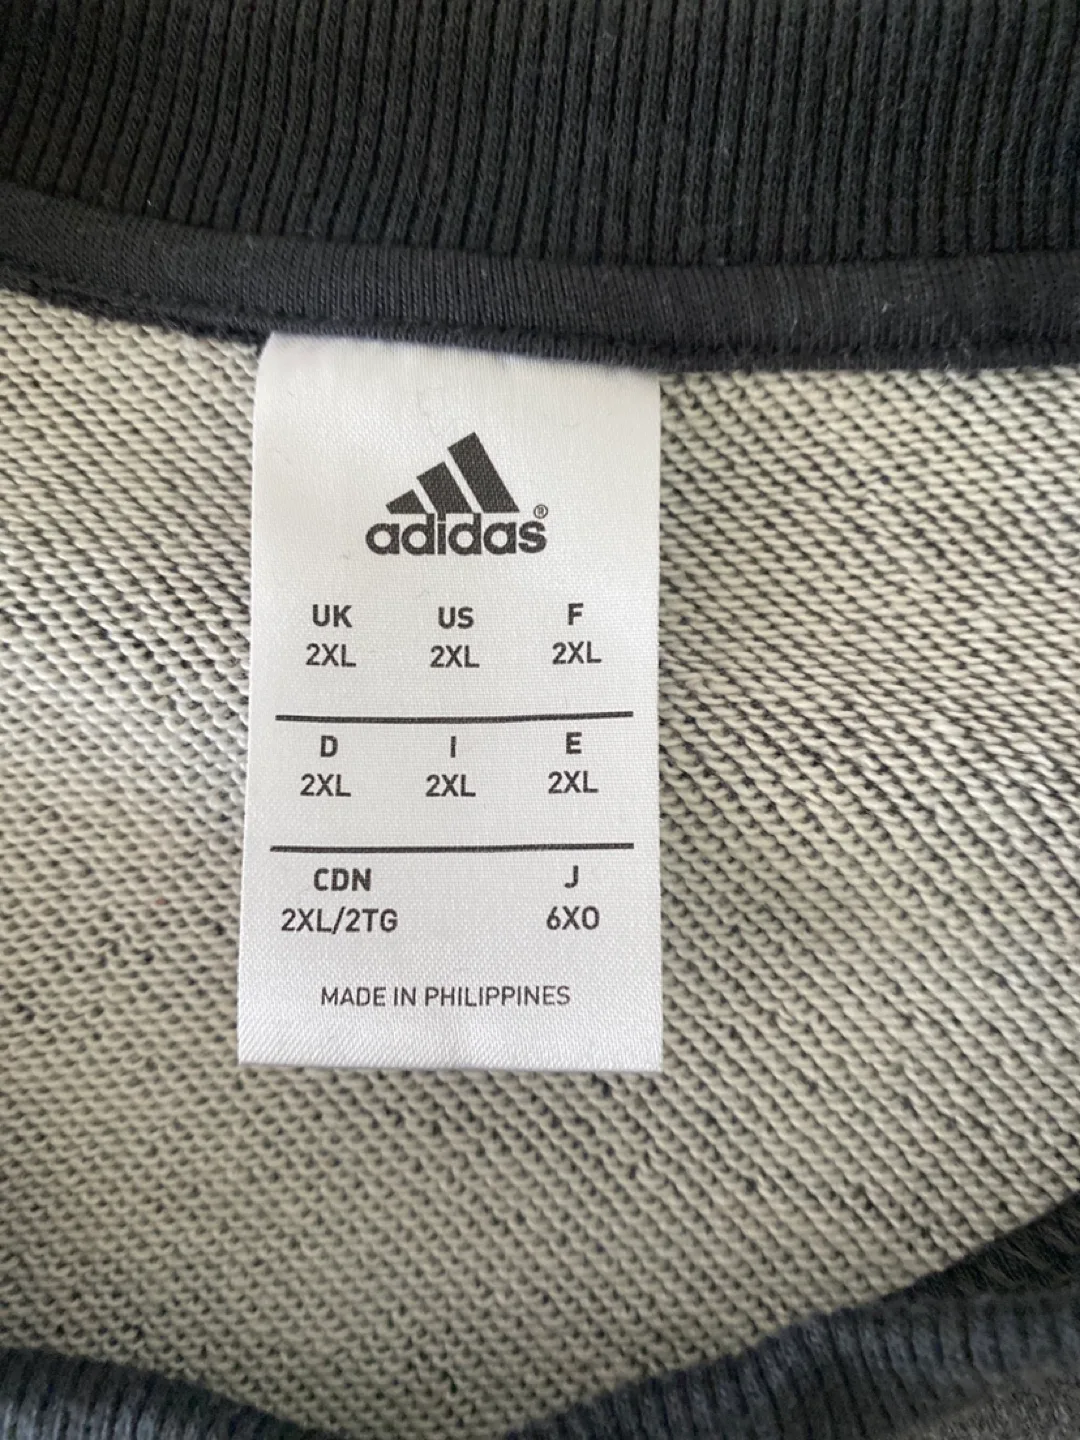 adidas®
UK US F
2XL 2XL 2XL
D I E
2XL 2XL 2XL
CDN J
2XL/2TG 6XO
MADE IN PHILIPPINES